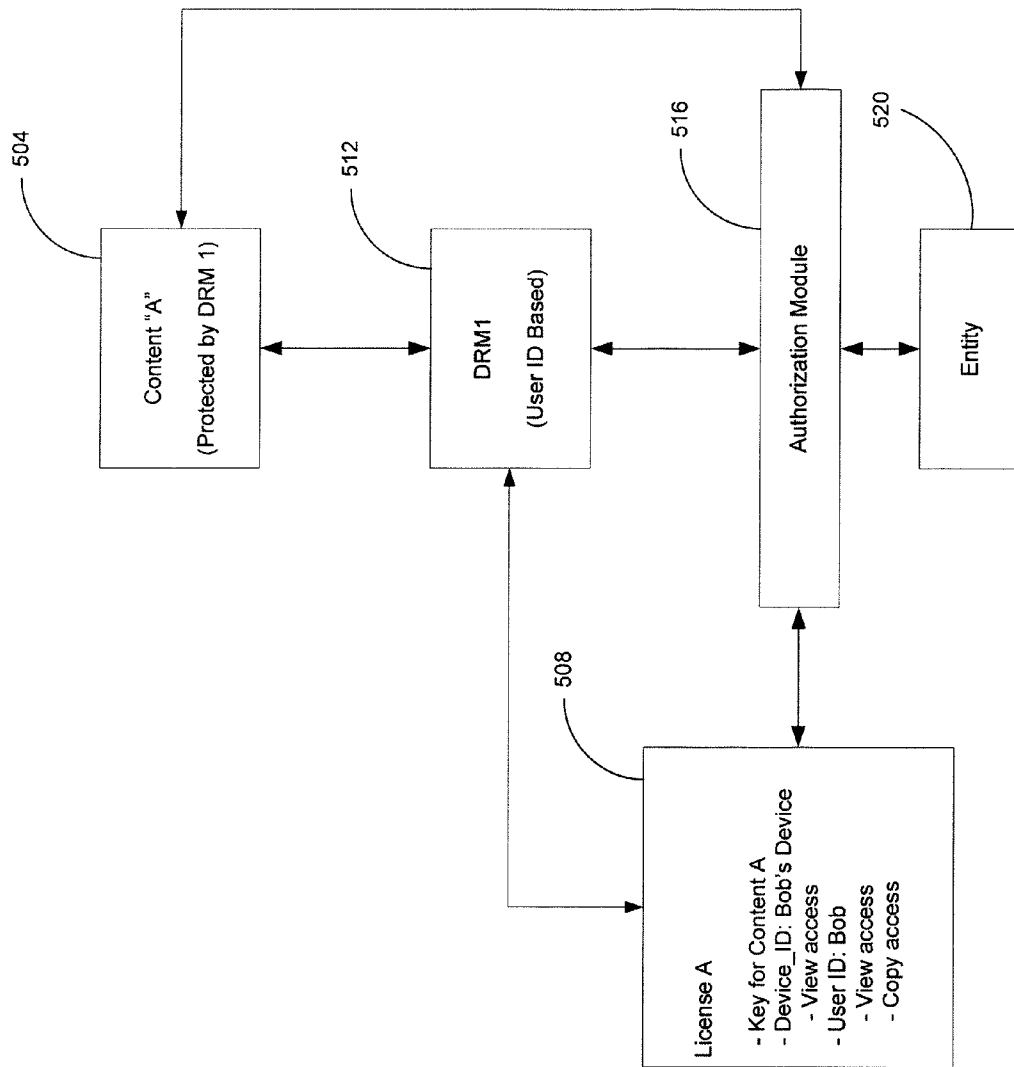 504
Content “A”
(Protected by DRM 1)
512
DRM1
(User ID Based)
516
Authorization Module
520
Entity
508
License A
- Key for Content A
- Device_ID: Bob's Device
- View access
- User ID: Bob
- View access
- Copy access